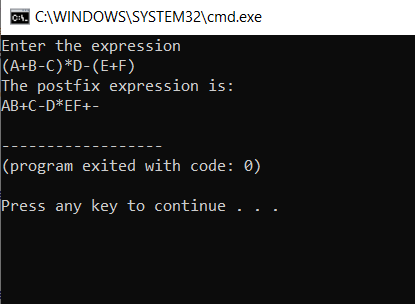 C:\WINDOWS\SYSTEM32\cmd.exe
Enter the expression
(A+B-C)*D-(E+F)
The postfix expression is:
AB+C-D*EF+-
------------------
(program exited with code: 0)
Press any key to continue . . .